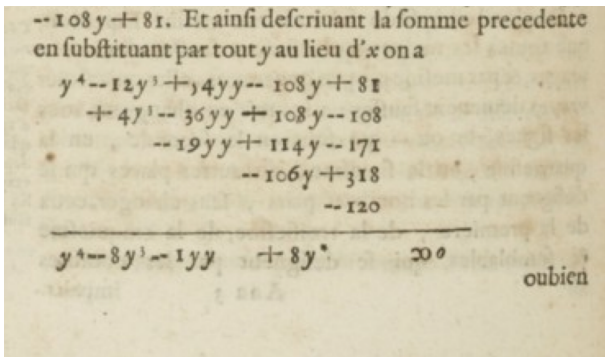 --108 y + 81. Et ainſi deſcriuant la ſomme precedente
en ſubſtituant par tout y au lieu d'x on a
y⁴--12y³ + 54yy -- 108y + 81
+ 4y³-- 36yy + 108y -- 108
--19yy + 114y -- 171
--106y + 318
--120
y⁴--8y³--1yy + 8y* ꝏ 0
oubien